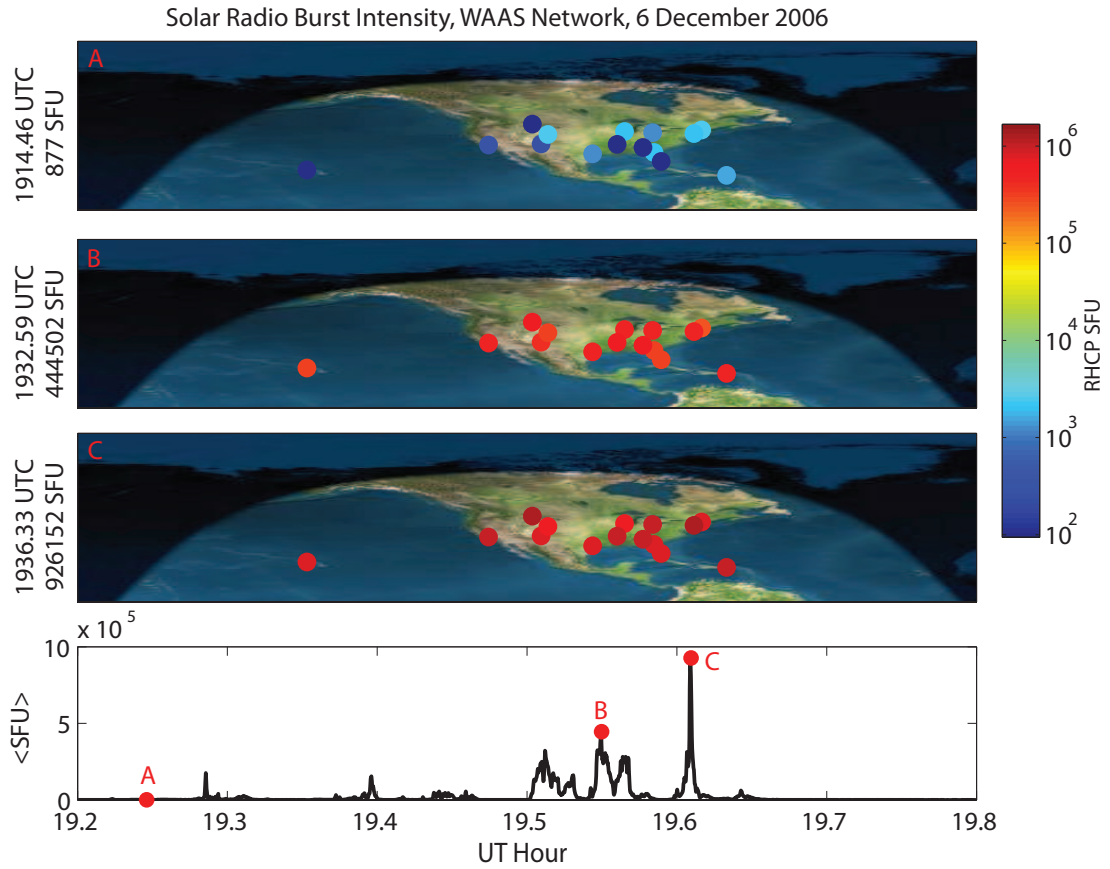 Solar Radio Burst Intensity, WAAS Network, 6 December 2006
A
1914.46 UTC
877 SFU
B
1932.59 UTC
444502 SFU
C
1936.33 UTC
926152 SFU
6
10^6
10^5
10^4
10^3
10^2
RHCP SFU
x 10^5
10
5
0
<SFU>
A
B
C
19.2 19.3 19.4 19.5 19.6 19.7 19.8
UT Hour